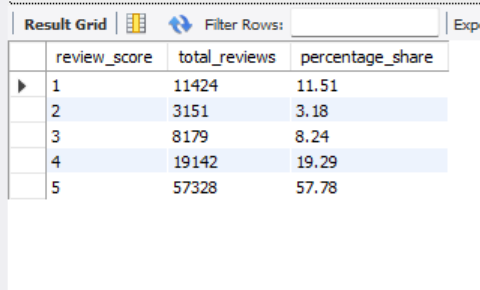 Result Grid Filter Rows: Exp
review_score total_reviews percentage_share
1 11424 11.51
2 3151 3.18
3 8179 8.24
4 19142 19.29
5 57328 57.78